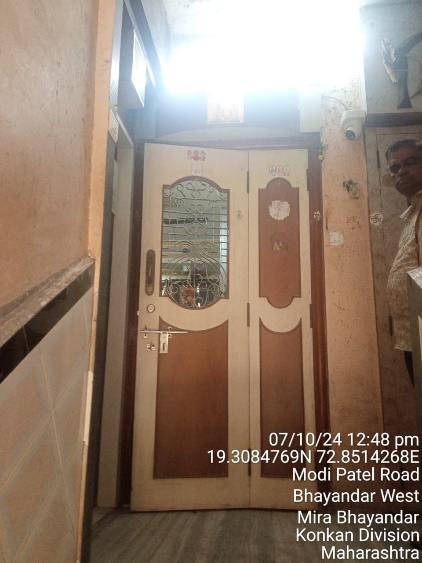 07/10/24 12:48 pm
19.3084769N 72.8514268E
Modi Patel Road
Bhayandar West
Mira Bhayandar
Konkan Division
Maharashtra